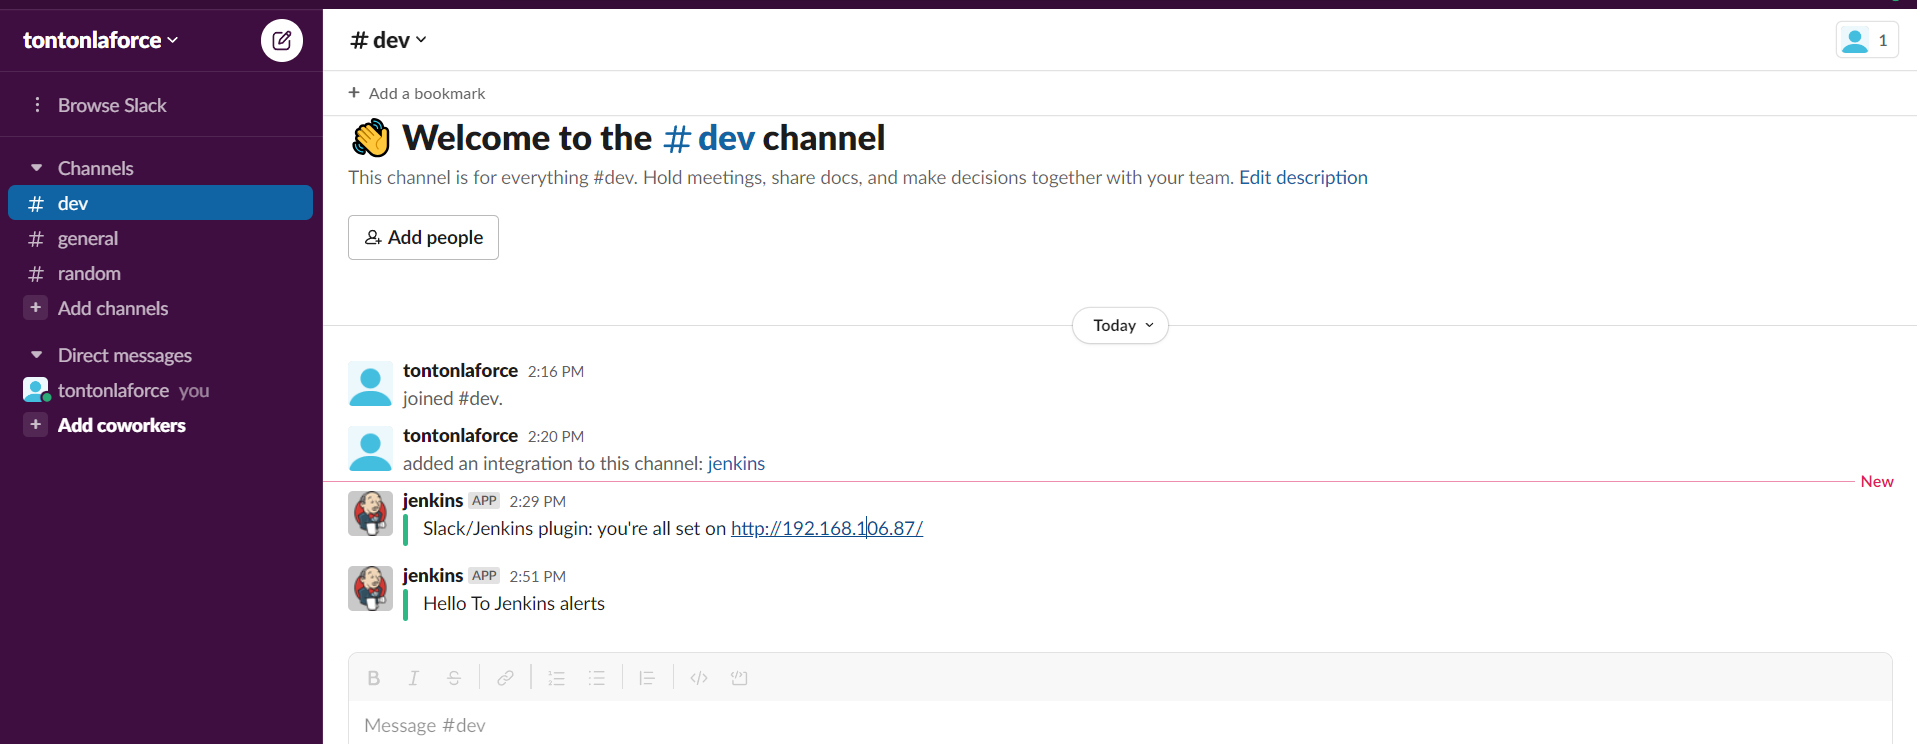 tontonlaforce
Browse Slack
Channels
# dev
# general
# random
+ Add channels
Direct messages
tontonlaforce you
+ Add coworkers
# dev
1
+ Add a bookmark
Welcome to the # dev channel
This channel is for everything #dev. Hold meetings, share docs, and make decisions together with your team. Edit description
Add people
Today
tontonlaforce 2:16 PM
joined #dev.
tontonlaforce 2:20 PM
added an integration to this channel: jenkins
New
jenkins APP 2:29 PM
Slack/Jenkins plugin: you're all set on http://192.168.106.87/
jenkins APP 2:51 PM
Hello To Jenkins alerts
B I S
Message #dev